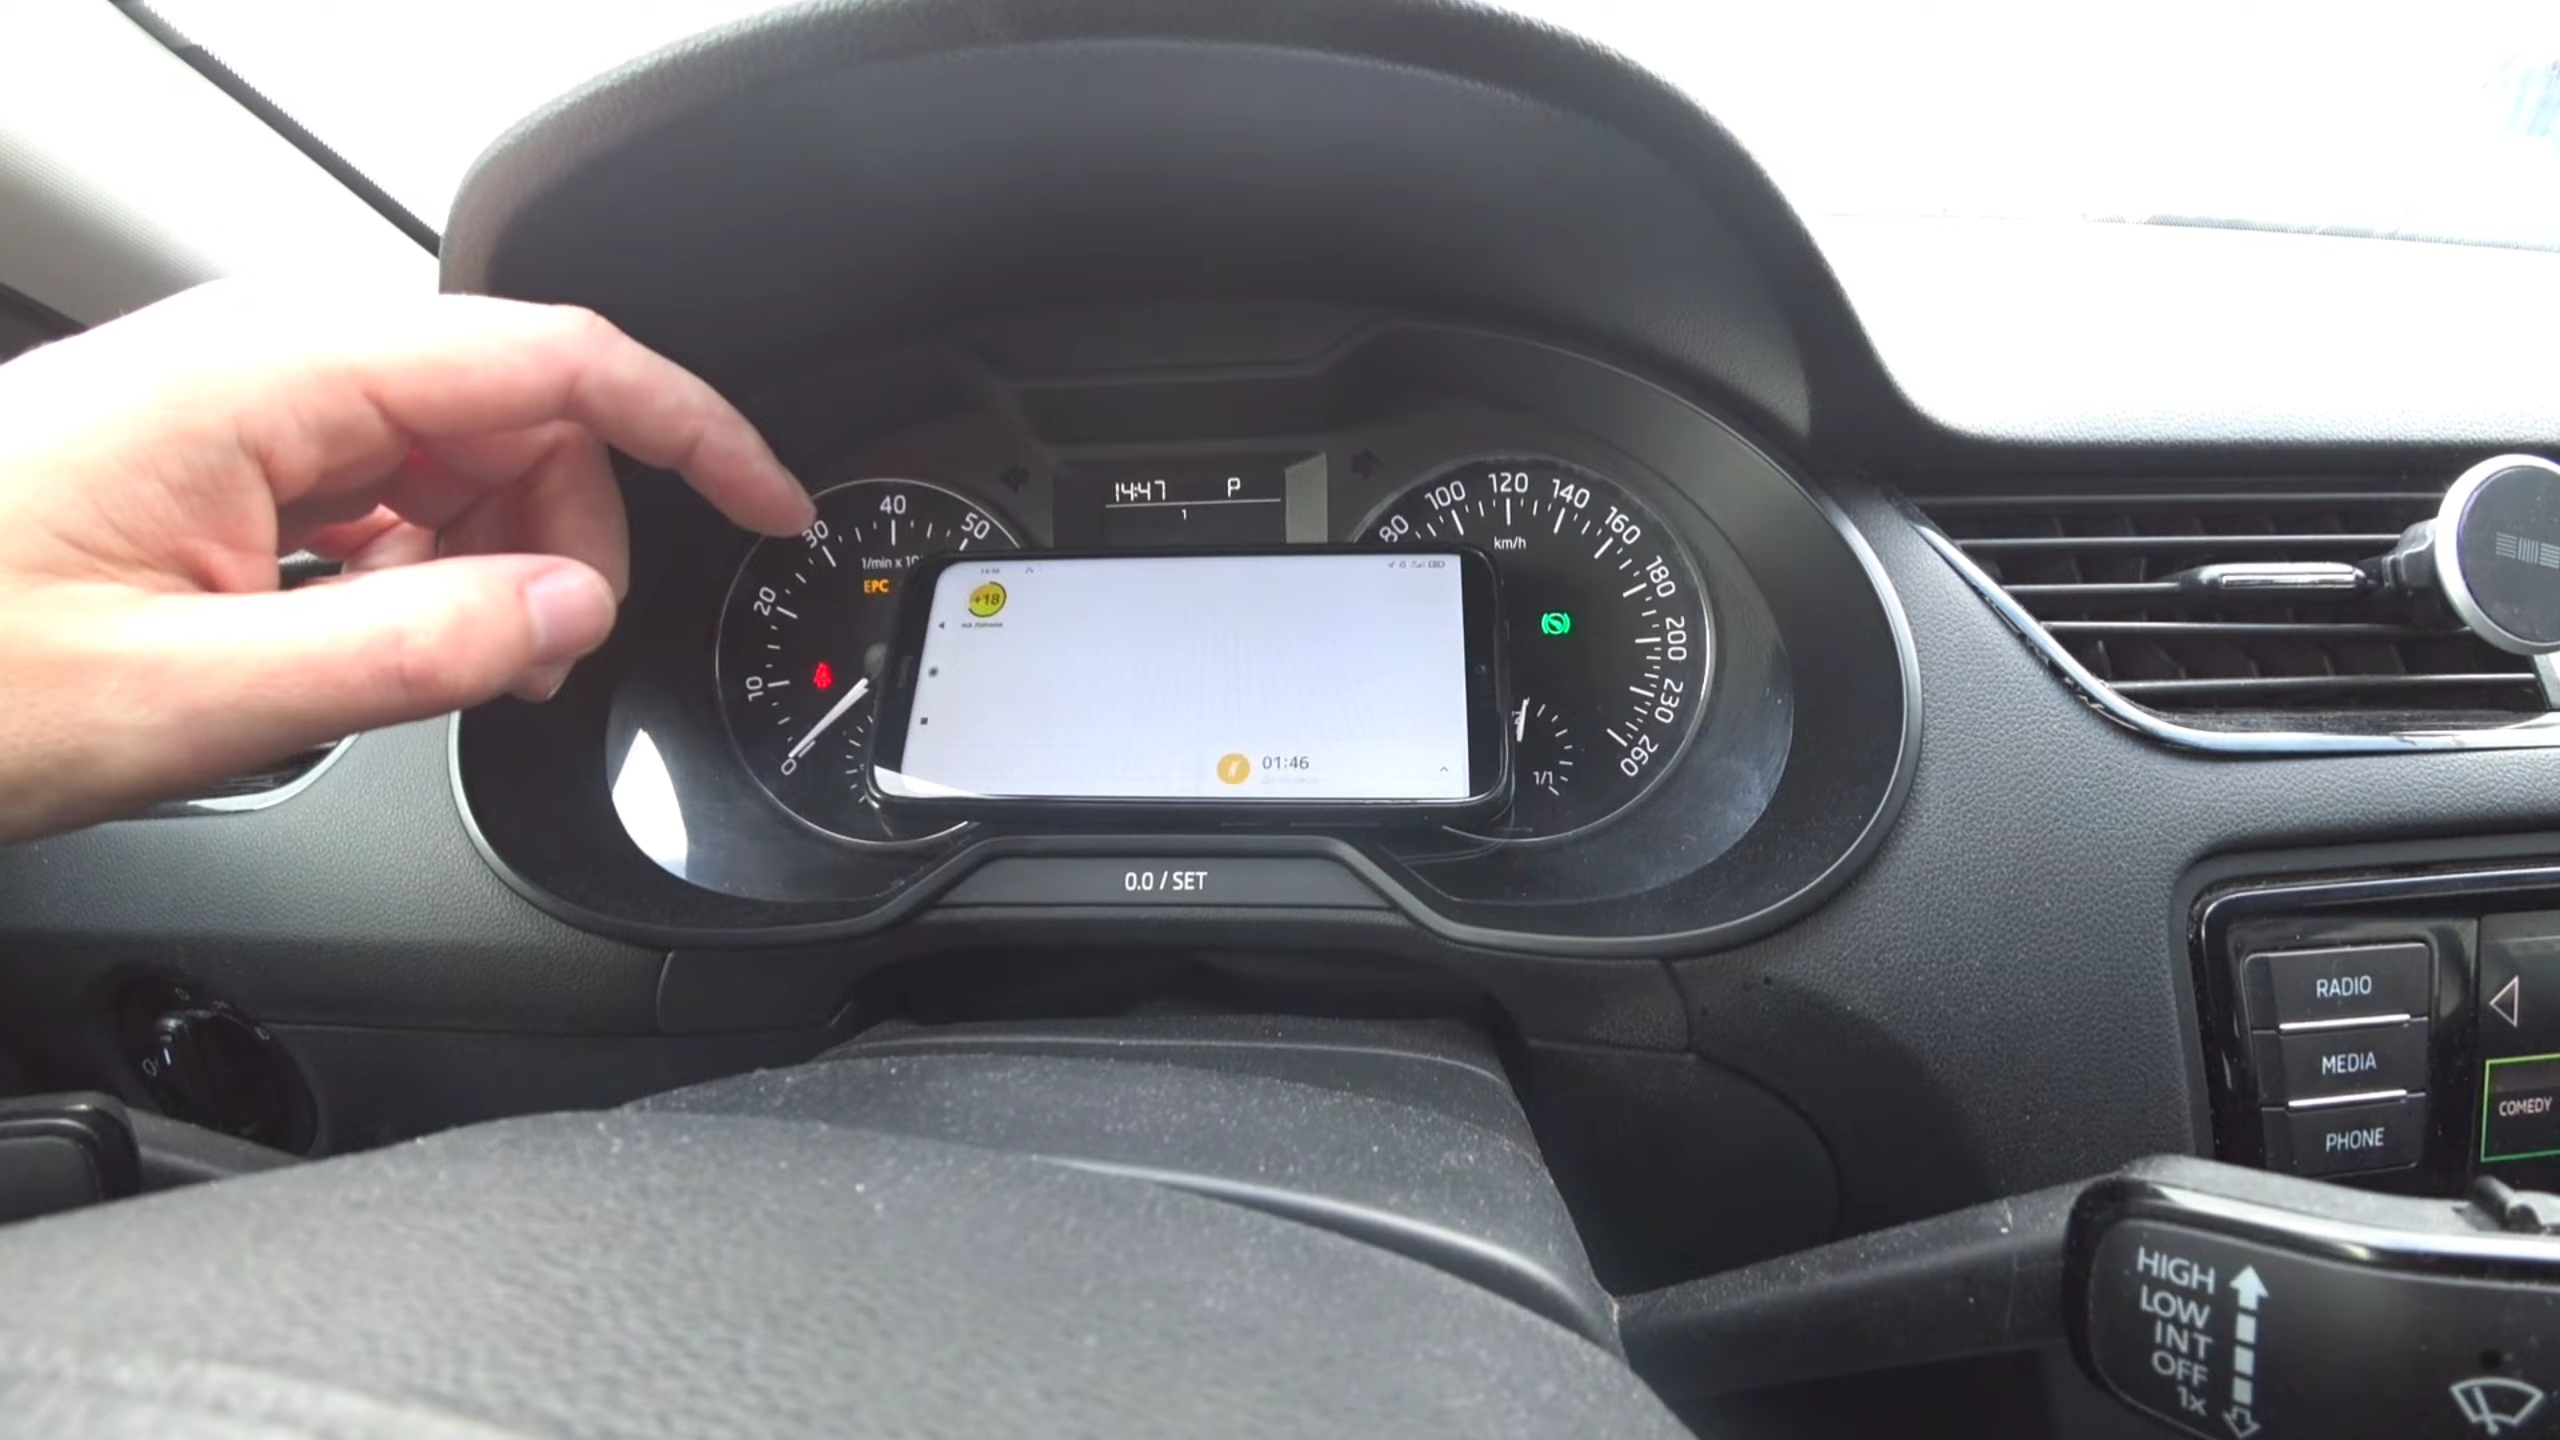 14:47 P
1
0 10 20 30 40 50
1/min x 10
EPC
80 100 120 140 160 180 200 230 260
km/h
1/1
+18
01:46
0.0 / SET
RADIO
MEDIA
PHONE
COMEDY
HIGH
LOW
INT
OFF
1x